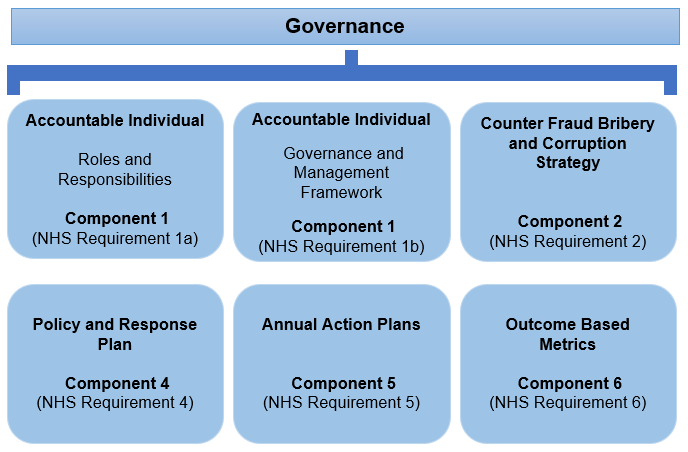 Governance
Accountable Individual
Roles and
Responsibilities
Component 1
(NHS Requirement 1a)
Accountable Individual
Governance and
Management
Framework
Component 1
(NHS Requirement 1b)
Counter Fraud Bribery
and Corruption
Strategy
Component 2
(NHS Requirement 2)
Policy and Response
Plan
Component 4
(NHS Requirement 4)
Annual Action Plans
Component 5
(NHS Requirement 5)
Outcome Based
Metrics
Component 6
(NHS Requirement 6)